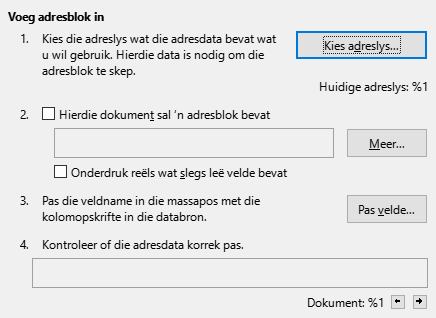 Voeg adresblok in
1. Kies die adreslys wat die adresdata bevat wat
u wil gebruik. Hierdie data is nodig om die
adresblok te skep.
Kies adreslys...
Huidige adreslys: %1
2. Hierdie dokument sal 'n adresblok bevat
Meer...
Onderdruk reëls wat slegs leë velde bevat
3. Pas die veldname in die massapos met die
kolomopskrifte in die databron.
Pas velde...
4. Kontroleer of die adresdata korrek pas.
Dokument: %1